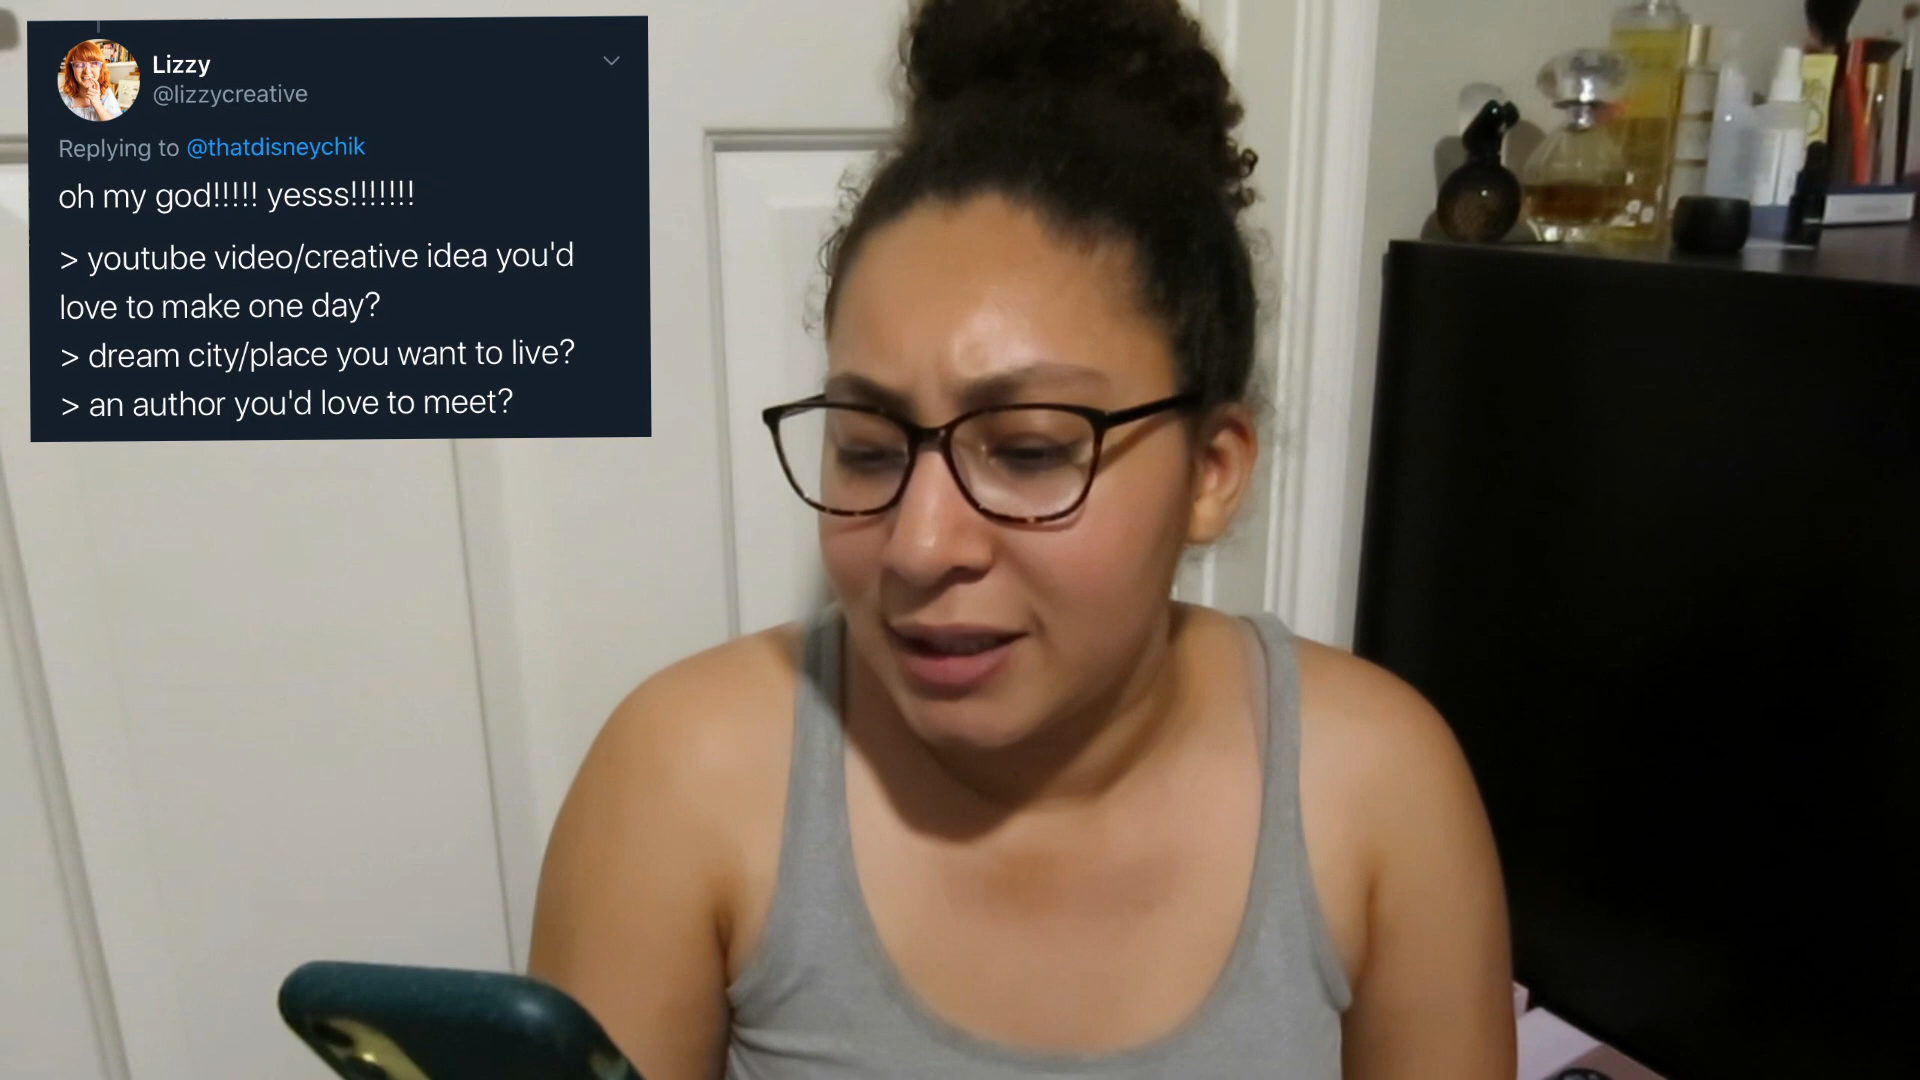 Lizzy
@lizzycreative
Replying to @thatdisneychik
oh my god!!!!! yesss!!!!!!!
> youtube video/creative idea you'd
love to make one day?
> dream city/place you want to live?
> an author you'd love to meet?